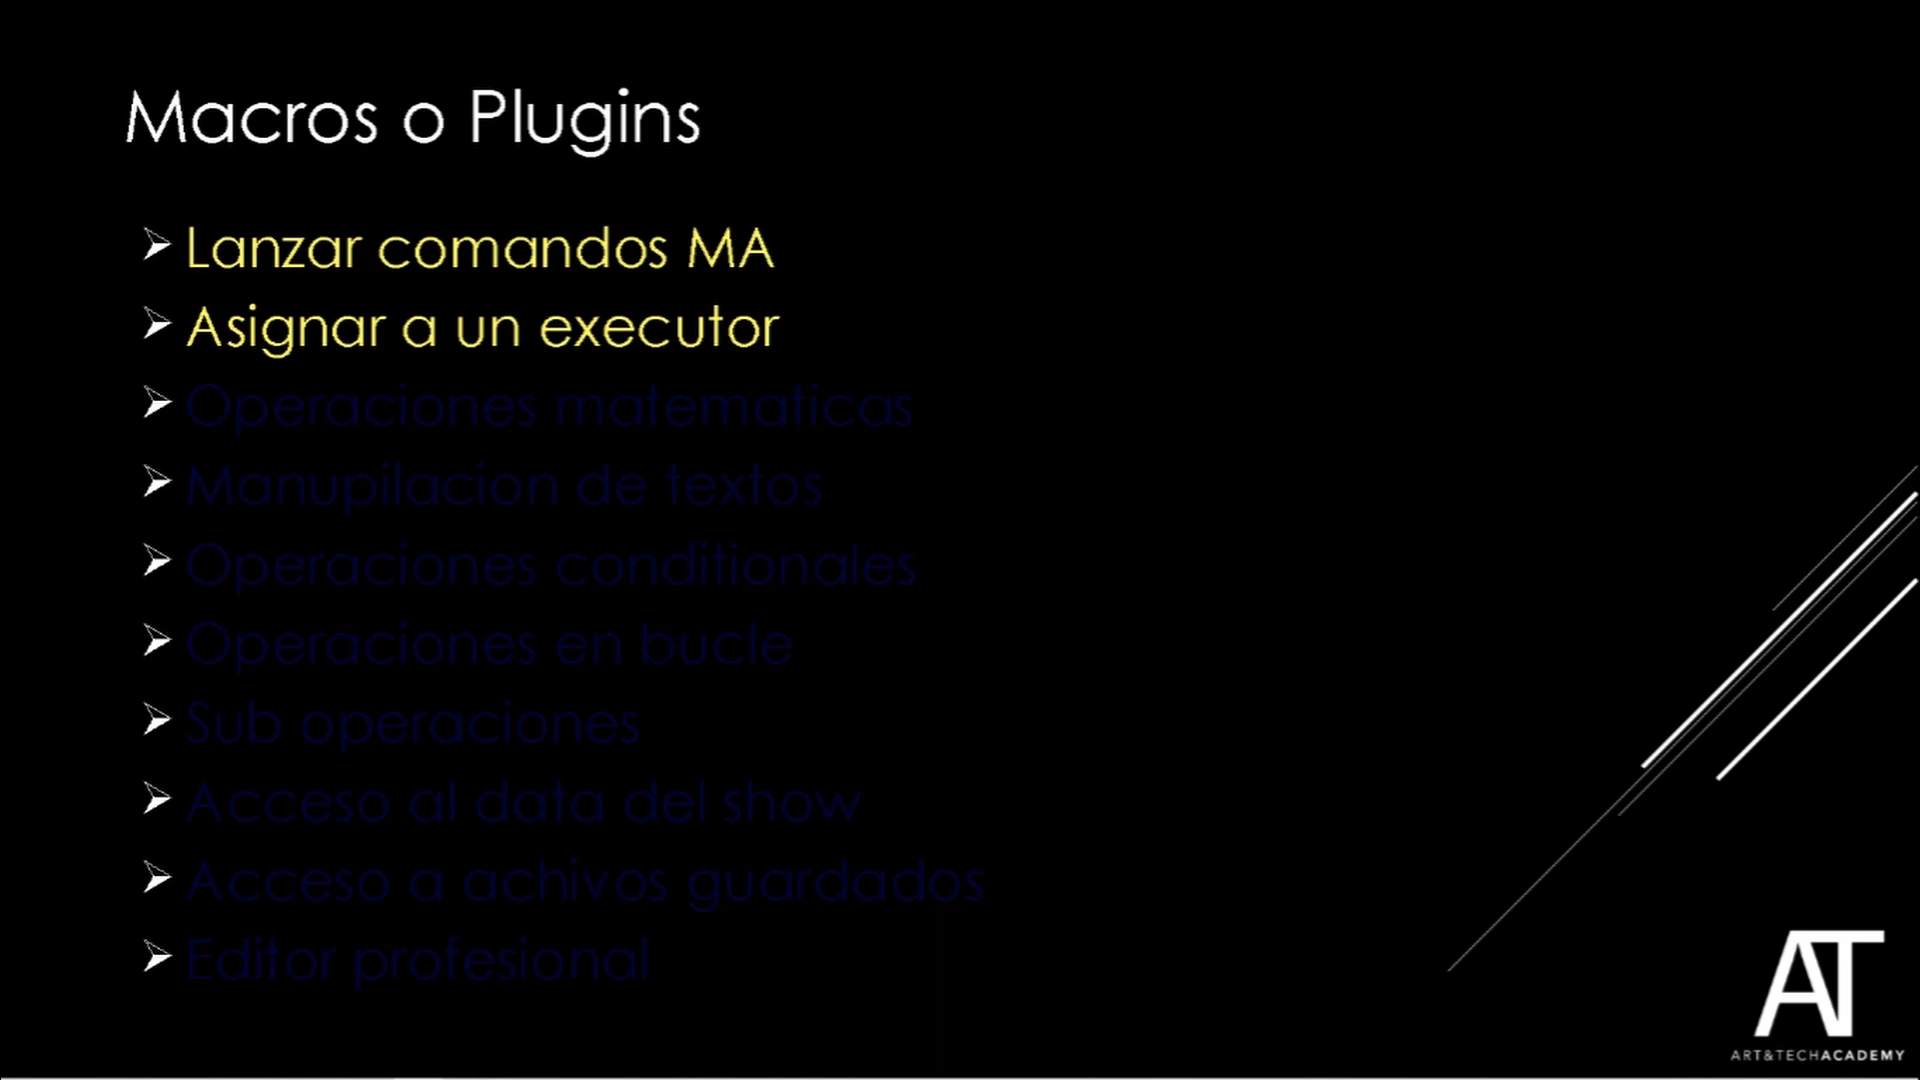 Macros o Plugins
Lanzar comandos MA
Asignar a un executor
Operaciones matematicas
Manupilacion de textos
Operaciones conditionales
Operaciones en bucle
Sub operaciones
Acceso al data del show
Acceso a achivos guardados
Editor profesional
AT
ART&TECHACADEMY